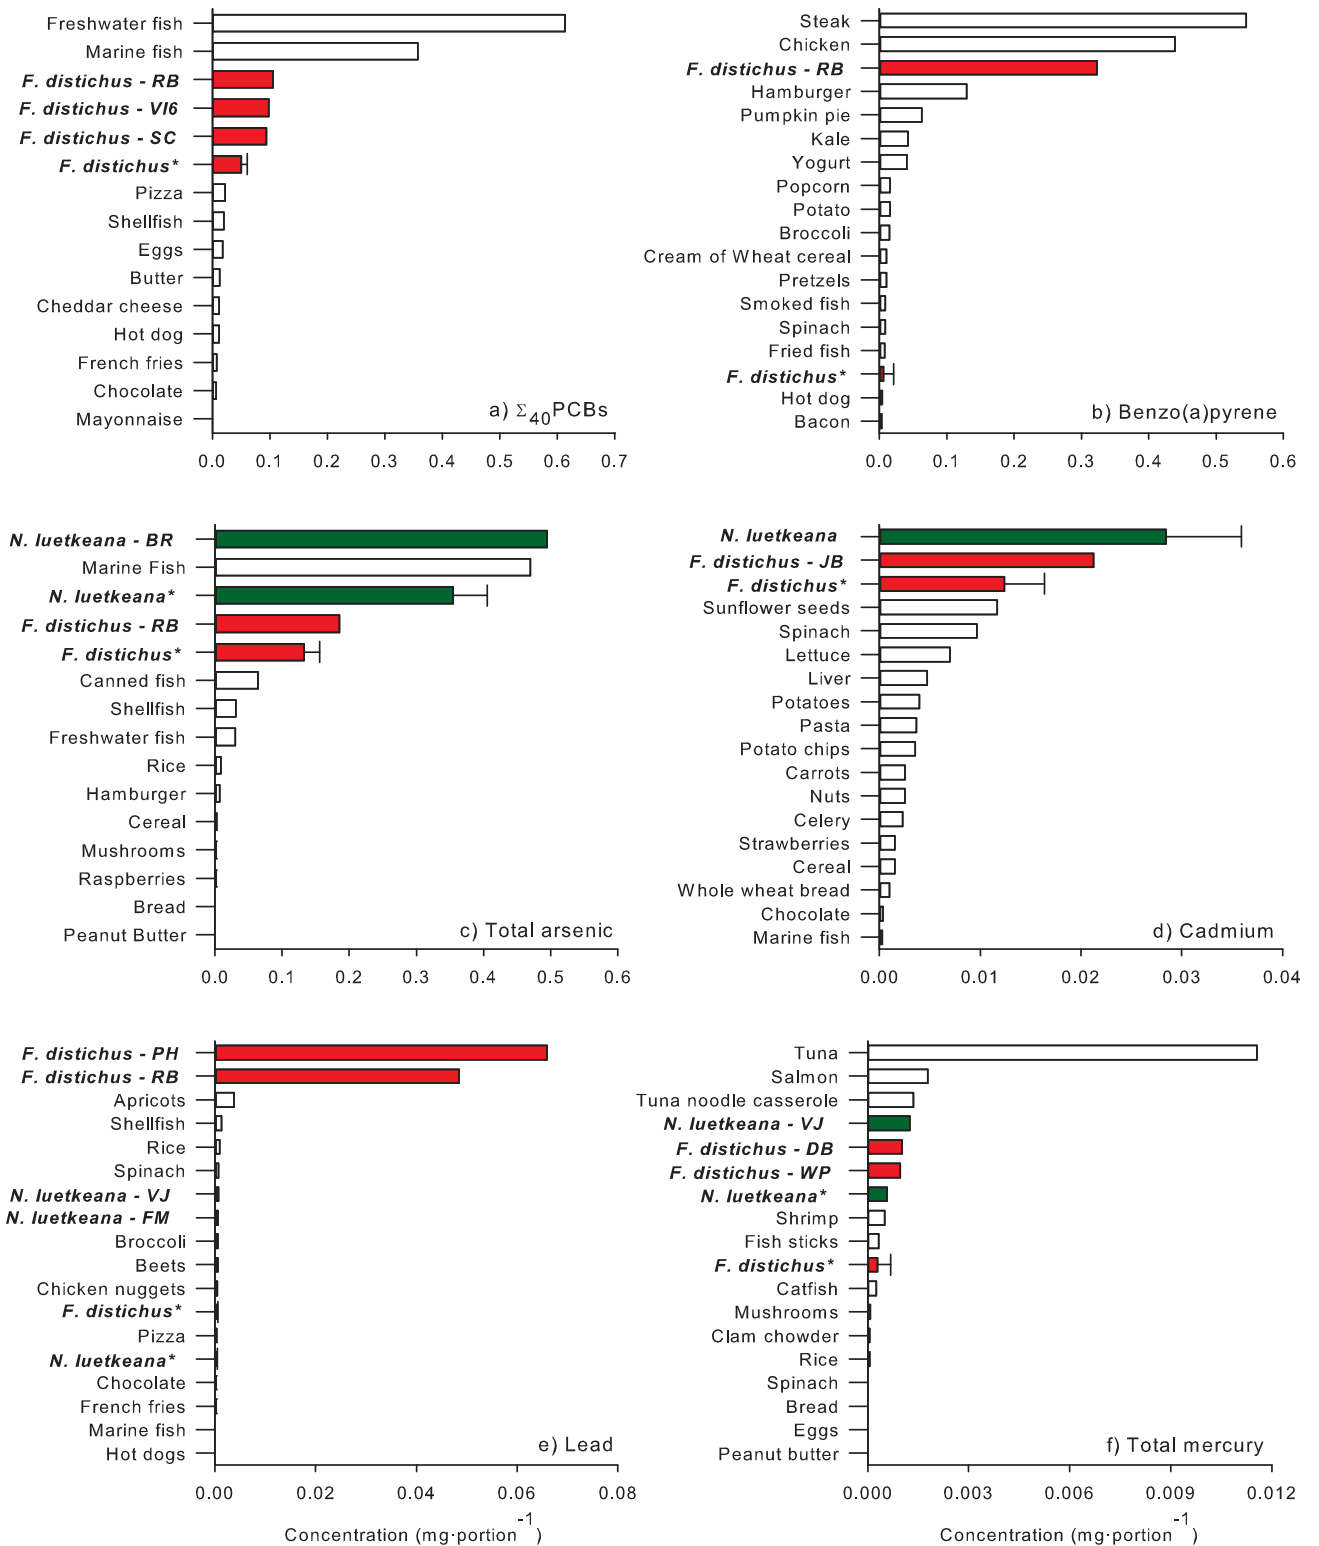 Freshwater fish
Marine fish
F. distichus - RB
F. distichus - VI6
F. distichus - SC
F. distichus*
Pizza
Shellfish
Eggs
Butter
Cheddar cheese
Hot dog
French fries
Chocolate
Mayonnaise
a) Σ40PCBs
0.0 0.1 0.2 0.3 0.4 0.5 0.6 0.7
Steak
Chicken
F. distichus - RB
Hamburger
Pumpkin pie
Kale
Yogurt
Popcorn
Potato
Broccoli
Cream of Wheat cereal
Pretzels
Smoked fish
Spinach
Fried fish
F. distichus*
Hot dog
Bacon
b) Benzo(a)pyrene
0.0 0.1 0.2 0.3 0.4 0.5 0.6
N. luetkeana - BR
Marine Fish
N. luetkeana*
F. distichus - RB
F. distichus*
Canned fish
Shellfish
Freshwater fish
Rice
Hamburger
Cereal
Mushrooms
Raspberries
Bread
Peanut Butter
c) Total arsenic
0.0 0.1 0.2 0.3 0.4 0.5 0.6
N. luetkeana
F. distichus - JB
F. distichus*
Sunflower seeds
Spinach
Lettuce
Liver
Potatoes
Pasta
Potato chips
Carrots
Nuts
Celery
Strawberries
Cereal
Whole wheat bread
Chocolate
Marine fish
d) Cadmium
0.00 0.01 0.02 0.03 0.04
F. distichus - PH
F. distichus - RB
Apricots
Shellfish
Rice
Spinach
N. luetkeana - VJ
N. luetkeana - FM
Broccoli
Beets
Chicken nuggets
F. distichus*
Pizza
N. luetkeana*
Chocolate
French fries
Marine fish
Hot dogs
e) Lead
0.00 0.02 0.04 0.06 0.08
Concentration (mg·portion-1)
Tuna
Salmon
Tuna noodle casserole
N. luetkeana - VJ
F. distichus - DB
F. distichus - WP
N. luetkeana*
Shrimp
Fish sticks
F. distichus*
Catfish
Mushrooms
Clam chowder
Rice
Spinach
Bread
Eggs
Peanut butter
f) Total mercury
0.000 0.003 0.006 0.009 0.012
Concentration (mg·portion-1)